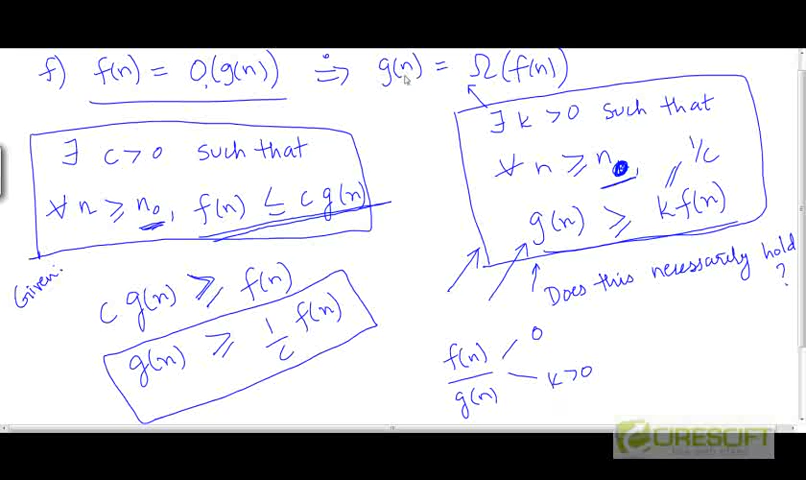 f) f(n) = O(g(n)) ⇒ g(n) = Ω(f(n))
∃ c>0 such that
∀ n ≥ n₀, f(n) ≤ c g(n)
Given:
c g(n) ≥ f(n)
g(n) ≥ 1/c f(n)
∃ k >0 such that
∀ n ≥ n₀,
1/c
g(n) ≥ k f(n)
Does this necessarily hold
?
f(n)/g(n)
0
k>0